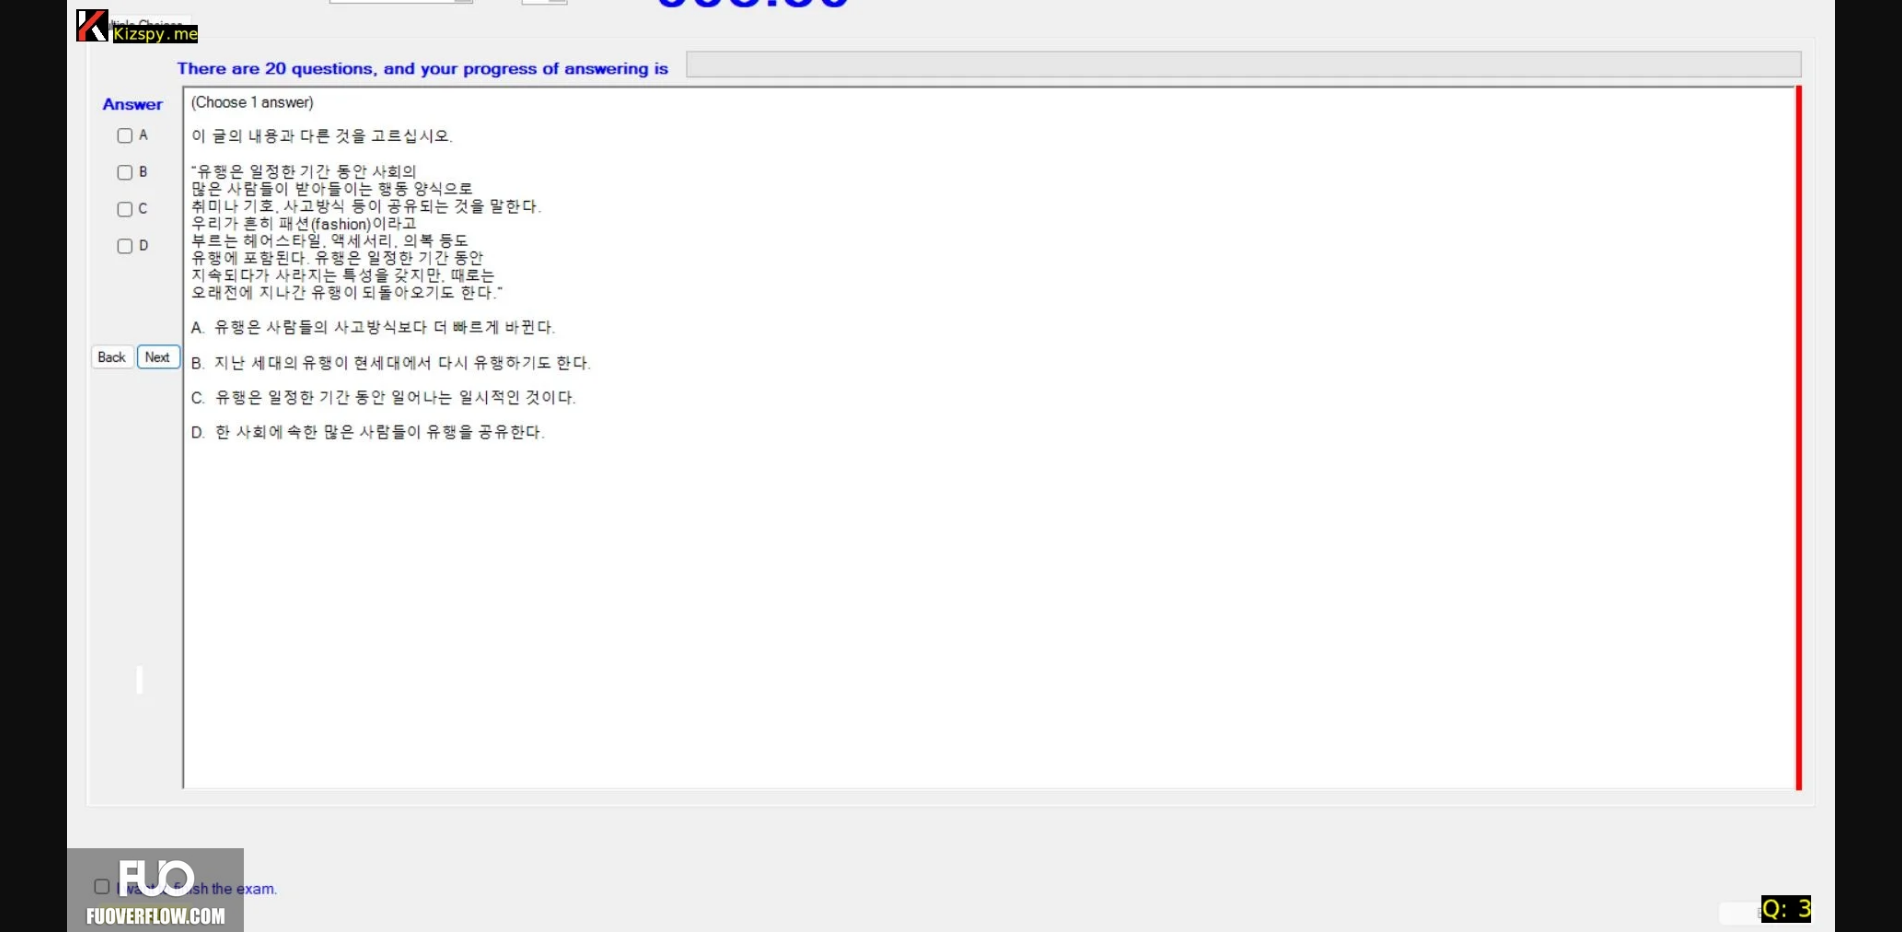 Kizspy.me
There are 20 questions, and your progress of answering is
Answer
(Choose 1 answer)
A
이 글의 내용과 다른 것을 고르십시오.
B
"유행은 일정한 기간 동안 사회의
많은 사람들이 받아들이는 행동 양식으로
C
취미나 기호, 사고방식 등이 공유되는 것을 말한다.
우리가 흔히 패션(fashion)이라고
D
부르는 헤어스타일, 액세서리, 의복 등도
유행에 포함된다. 유행은 일정한 기간 동안
지속되다가 사라지는 특성을 갖지만, 때로는
오래전에 지나간 유행이 되돌아오기도 한다."
A. 유행은 사람들의 사고방식보다 더 빠르게 바뀐다.
Back Next
B. 지난 세대의 유행이 현세대에서 다시 유행하기도 한다.
C. 유행은 일정한 기간 동안 일어나는 일시적인 것이다.
D. 한 사회에 속한 많은 사람들이 유행을 공유한다.
FUO
the exam.
FUOVERFLOW.COM
Q: 3